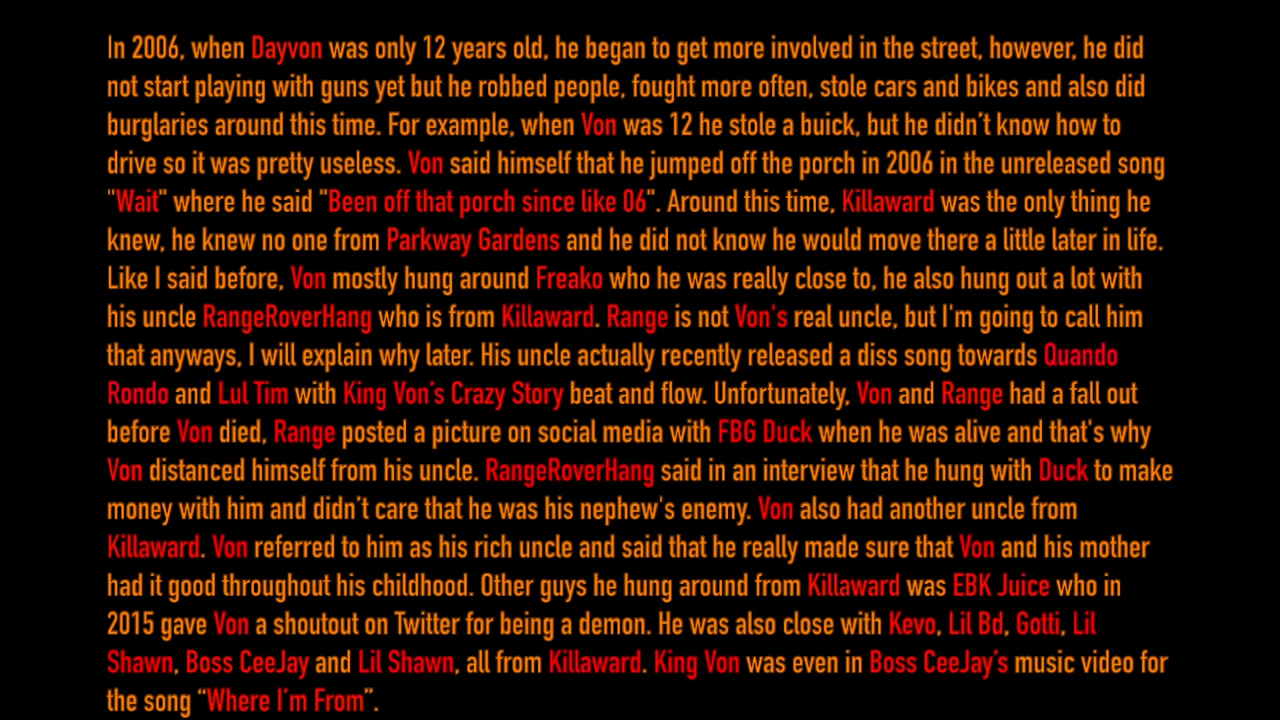 In 2006, when Dayvon was only 12 years old, he began to get more involved in the street, however, he did
not start playing with guns yet but he robbed people, fought more often, stole cars and bikes and also did
burglaries around this time. For example, when Von was 12 he stole a buick, but he didn't know how to
drive so it was pretty useless. Von said himself that he jumped off the porch in 2006 in the unreleased song
"Wait" where he said "Been off that porch since like 06". Around this time, Killaward was the only thing he
knew, he knew no one from Parkway Gardens and he did not know he would move there a little later in life.
Like I said before, Von mostly hung around Freako who he was really close to, he also hung out a lot with
his uncle RangeRoverHang who is from Killaward. Range is not Von's real uncle, but I'm going to call him
that anyways, I will explain why later. His uncle actually recently released a diss song towards Quando
Rondo and Lul Tim with King Von's Crazy Story beat and flow. Unfortunately, Von and Range had a fall out
before Von died, Range posted a picture on social media with FBG Duck when he was alive and that's why
Von distanced himself from his uncle. RangeRoverHang said in an interview that he hung with Duck to make
money with him and didn't care that he was his nephew's enemy. Von also had another uncle from
Killaward. Von referred to him as his rich uncle and said that he really made sure that Von and his mother
had it good throughout his childhood. Other guys he hung around from Killaward was EBK Juice who in
2015 gave Von a shoutout on Twitter for being a demon. He was also close with Kevo, Lil Bd, Gotti, Lil
Shawn, Boss CeeJay and Lil Shawn, all from Killaward. King Von was even in Boss CeeJay's music video for
the song “Where I'm From”.